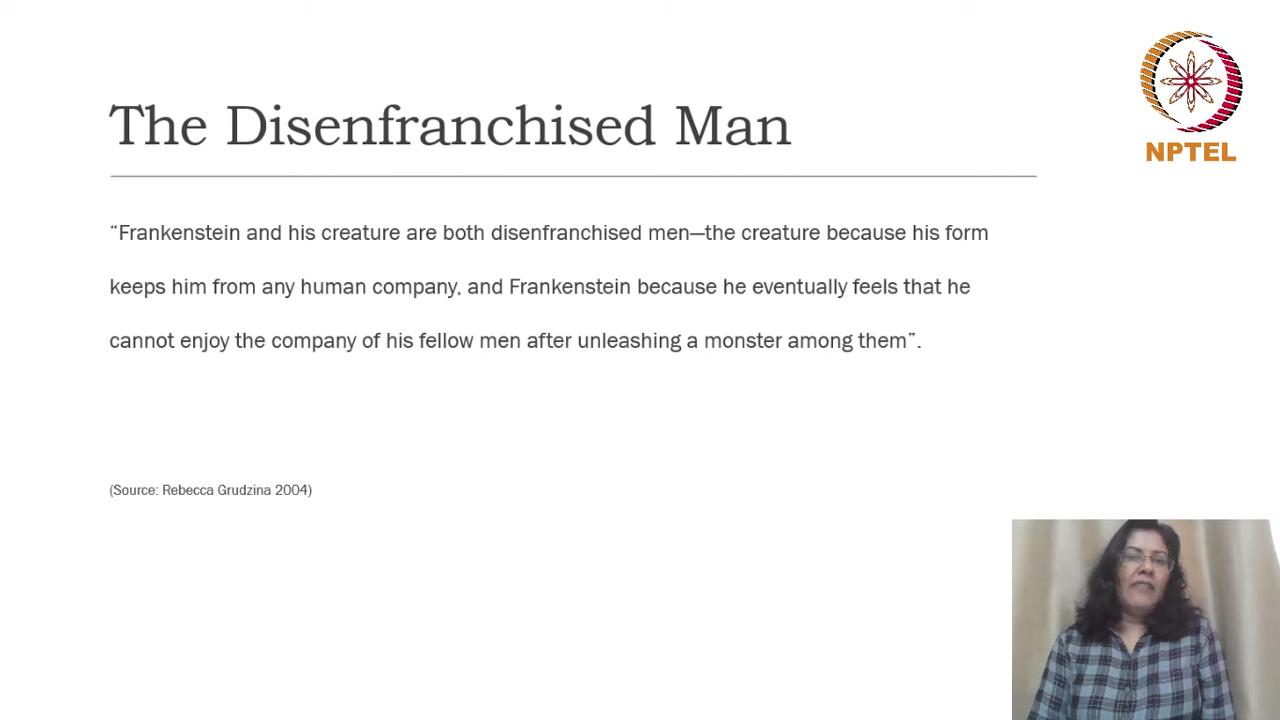 The Disenfranchised Man
NPTEL
“Frankenstein and his creature are both disenfranchised men—the creature because his form
keeps him from any human company, and Frankenstein because he eventually feels that he
cannot enjoy the company of his fellow men after unleashing a monster among them”.
(Source: Rebecca Grudzina 2004)